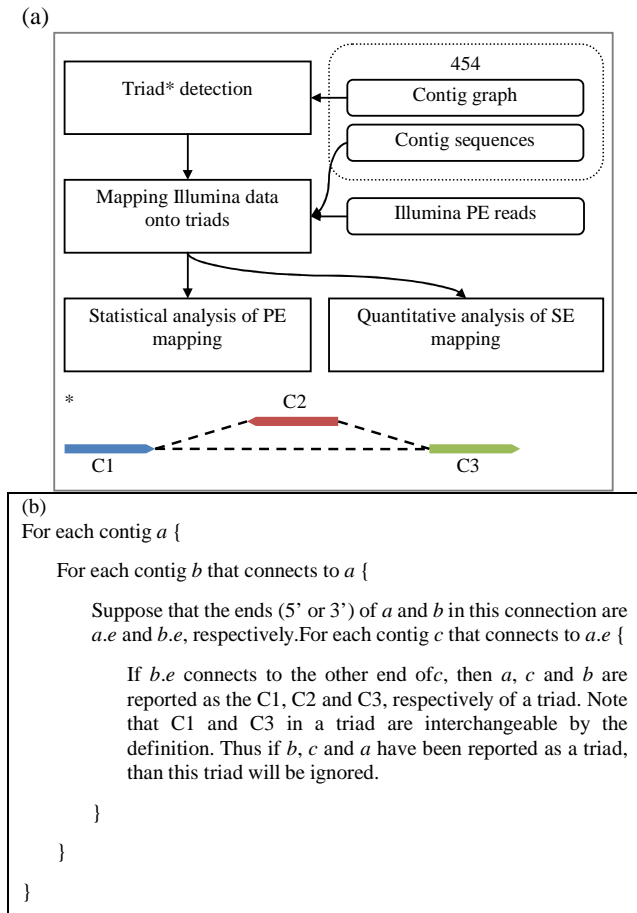 (a)
454
Triad* detection
Contig graph
Contig sequences
Mapping Illumina data
onto triads
Illumina PE reads
Statistical analysis of PE
mapping
Quantitative analysis of SE
mapping
*
C2
C1
C3
(b)
For each contig a {
For each contig b that connects to a {
Suppose that the ends (5’ or 3’) of a and b in this connection are
a.e and b.e, respectively.For each contig c that connects to a.e {
If b.e connects to the other end ofc, then a, c and b are
reported as the C1, C2 and C3, respectively of a triad. Note
that C1 and C3 in a triad are interchangeable by the
definition. Thus if b, c and a have been reported as a triad,
than this triad will be ignored.
}
}
}